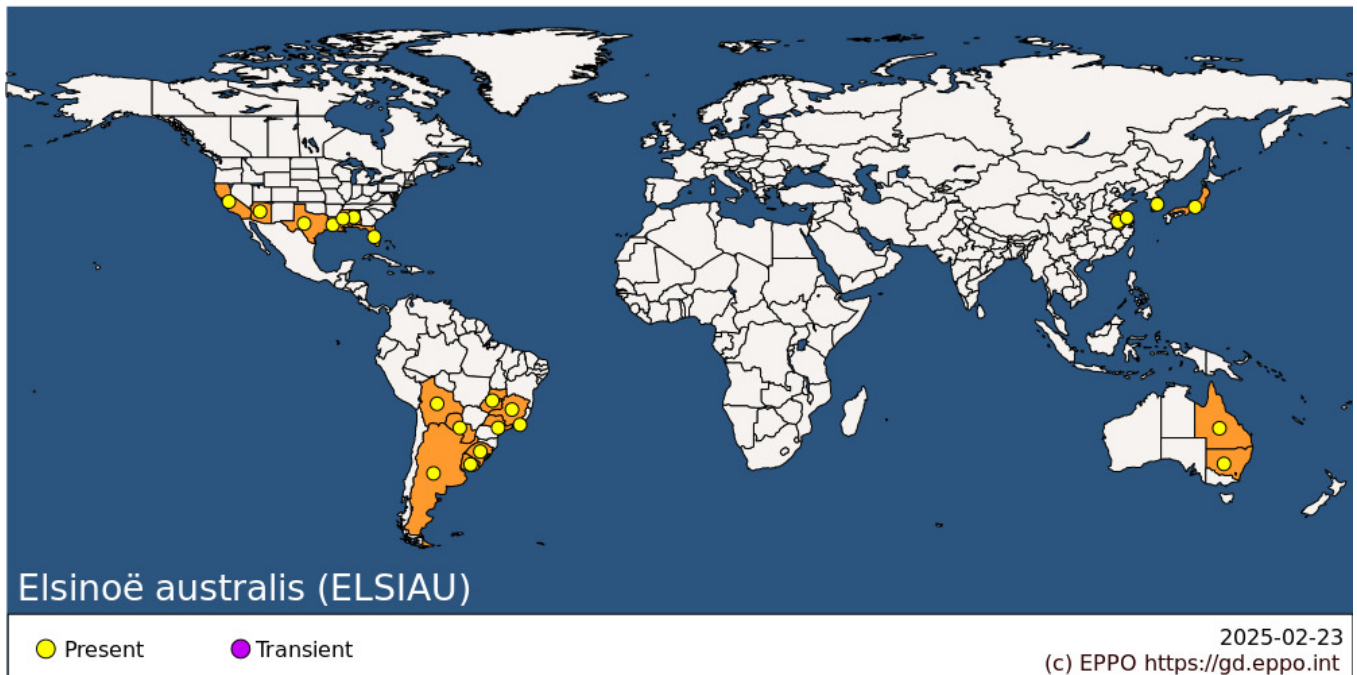 Elsinoë australis (ELSIAU)
Present
Transient
2025-02-23
(c) EPPO https://gd.eppo.int